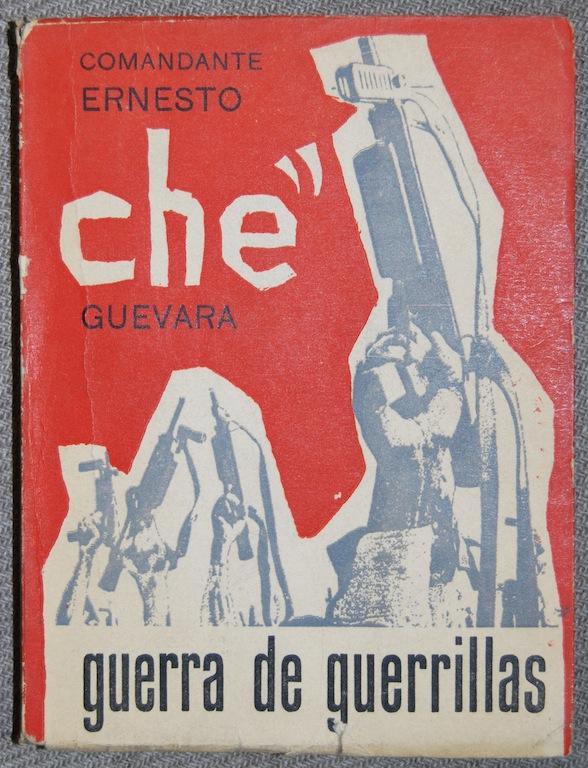 COMANDANTE
ERNESTO
che"
GUEVARA
guerra de guerrillas